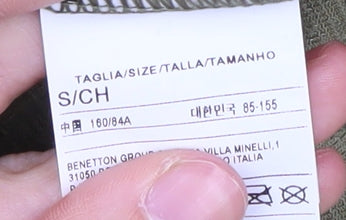 TAGLIA/SIZE/TALLA/TAMANHO
S/CH
中国 160/84A 대한민국 85-155
BENETTON GROUP VILLA MINELLI,1
31050 ITALIA